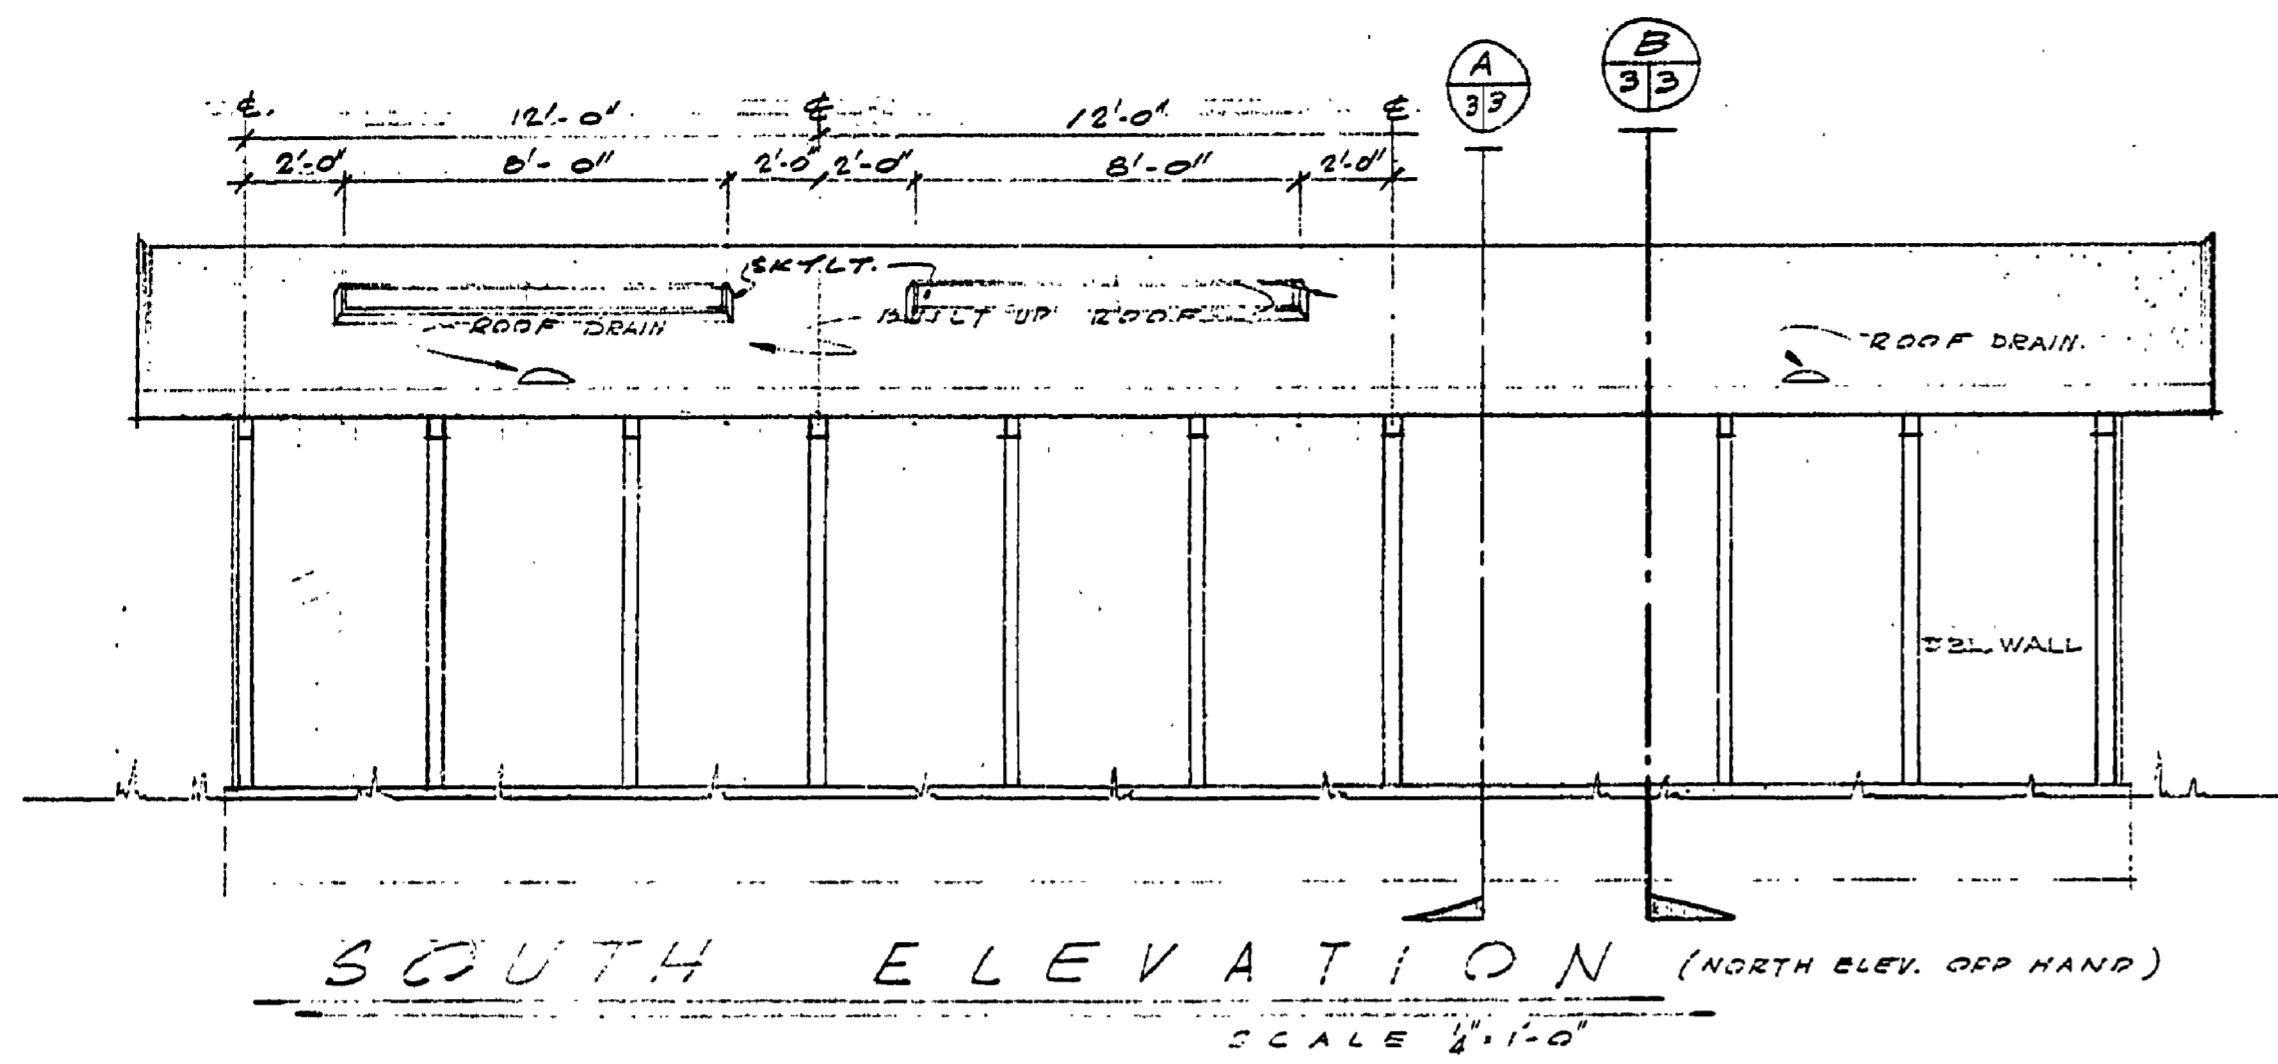 A
3 3
B
3 3
℄ 12'-0" ℄ 12'-0" ℄
2'-0" 8'-0" 2'-0" 2'-0" 8'-0" 2'-0"
SKYLT.
ROOF DRAIN
BUILT UP ROOF
ROOF DRAIN.
DBL. WALL
SOUTH ELEVATION (NORTH ELEV. OPP HAND)
SCALE 1/4" = 1'-0"